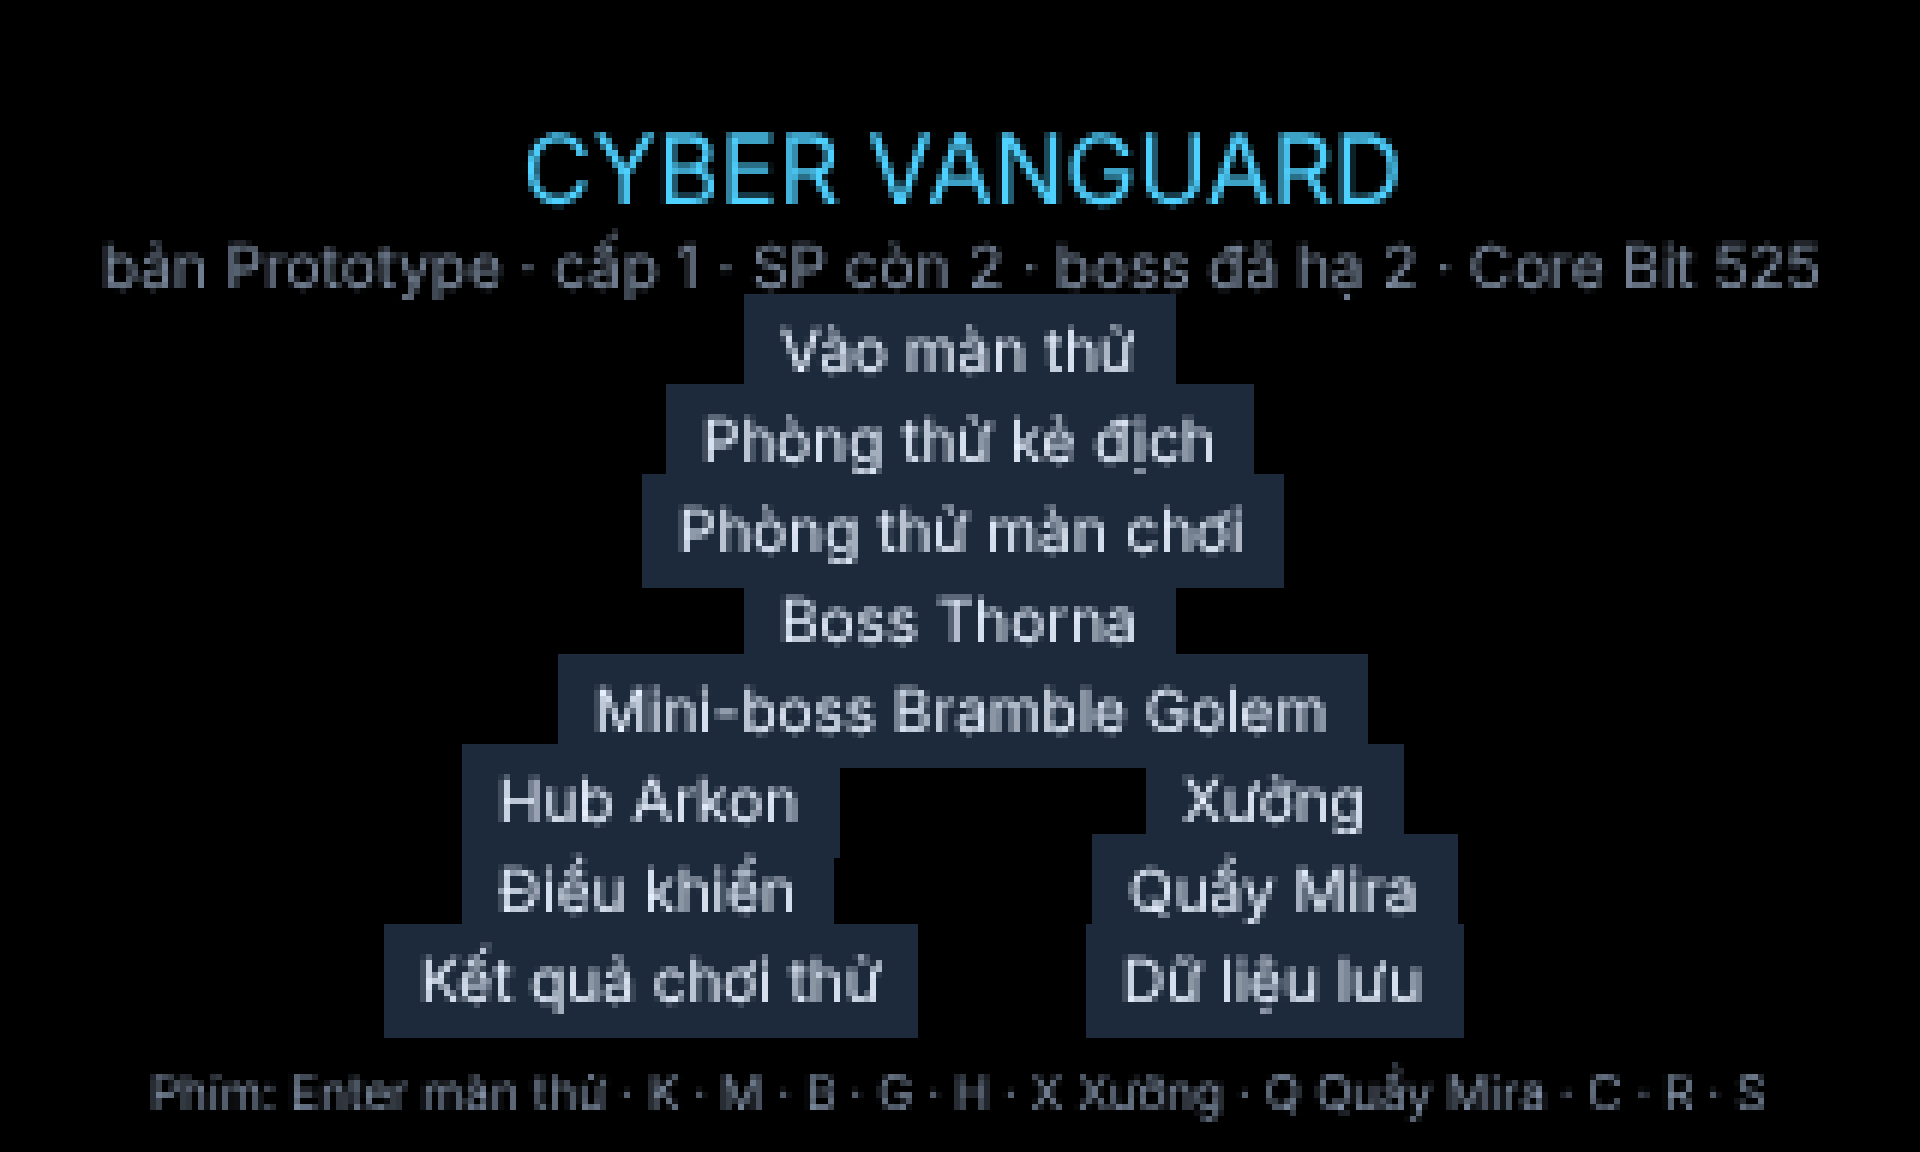 CYBER VANGUARD
bản Prototype · cấp 1 · SP còn 2 · boss đã hạ 2 · Core Bit 525
Vào màn thử
Phòng thử kẻ địch
Phòng thử màn chơi
Boss Thorna
Mini-boss Bramble Golem
Hub Arkon
Xưởng
Điều khiển
Quầy Mira
Kết quả chơi thử
Dữ liệu lưu
Phím: Enter màn thử · K · M · B · G · H · X Xưởng · Q Quầy Mira · C · R · S